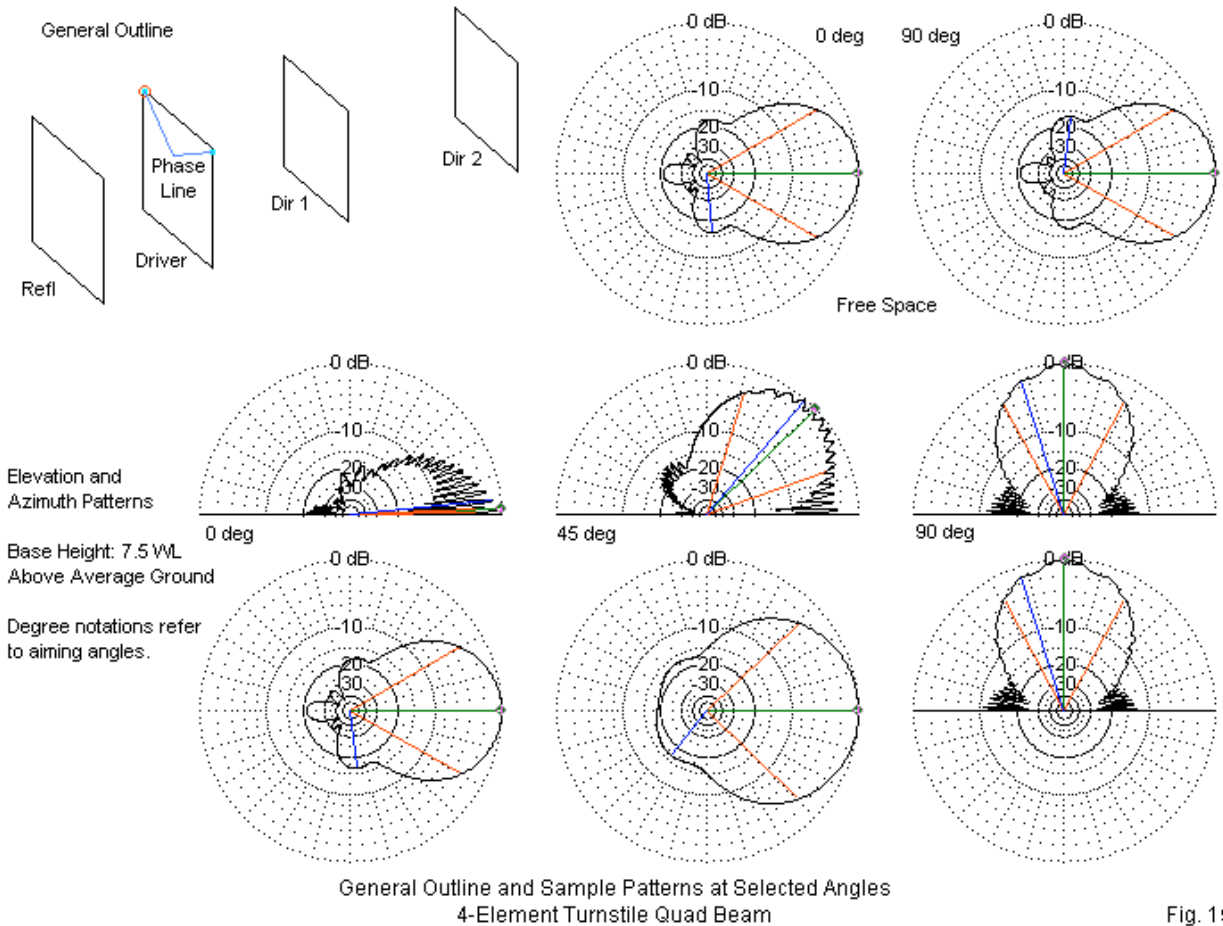 General Outline
Refl
Phase
Line
Driver
Dir 1
Dir 2
0 dB
0 deg
-10
20
30
90 deg
0 dB
-10
20
30
Free Space
Elevation and
Azimuth Patterns
Base Height: 7.5 WL
Above Average Ground
Degree notations refer
to aiming angles.
0 dB
-10
20
30
0 deg
0 dB
-10
20
30
45 deg
0 dB
-10
20
30
90 deg
0 dB
-10
20
30
0 dB
-10
20
30
0 dB
-10
20
30
General Outline and Sample Patterns at Selected Angles
4-Element Turnstile Quad Beam
Fig. 19